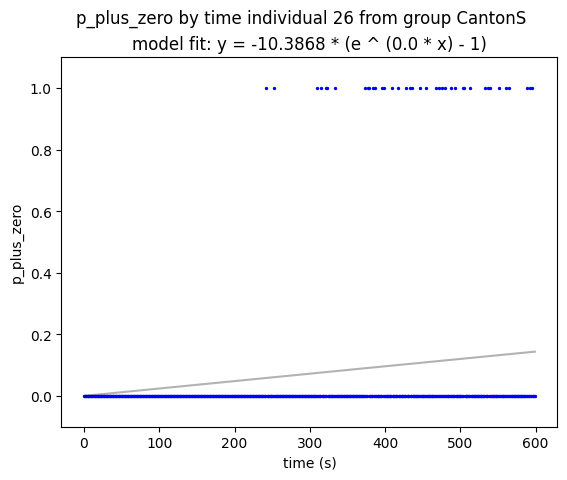 p_plus_zero by time individual 26 from group CantonS
model fit: y = -10.3868 * (e ^ (0.0 * x) - 1)
1.0
0.8
0.6
0.4
0.2
0.0
p_plus_zero
0 100 200 300 400 500 600
time (s)